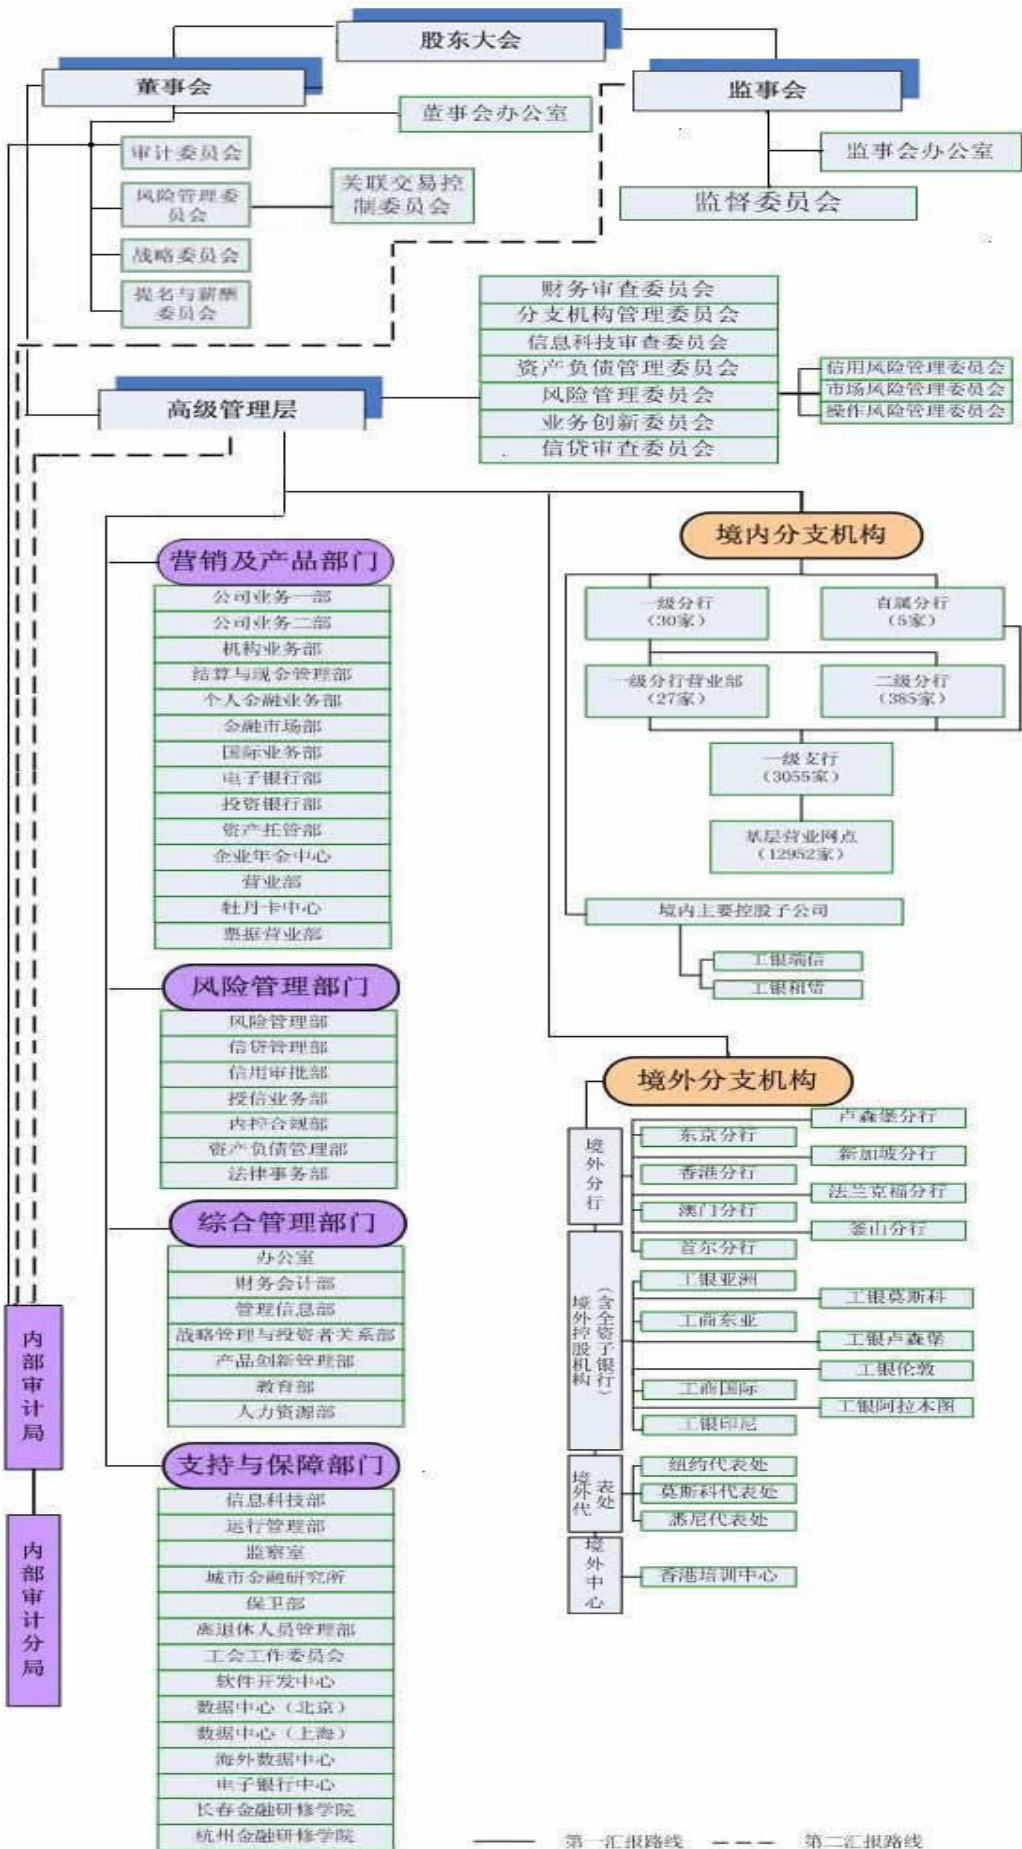 股东大会
董事会
监事会
董事会办公室
审计委员会
风险管理委
员会
关联交易控
制委员会
战略委员会
提名与薪酬
委员会
监事会办公室
监督委员会
财务审查委员会
分支机构管理委员会
信息科技审查委员会
资产负债管理委员会
风险管理委员会
业务创新委员会
信贷审查委员会
信用风险管理委员会
市场风险管理委员会
操作风险管理委员会
高级管理层
营销及产品部门
公司业务一部
公司业务二部
机构业务部
结算与现金管理部
个人金融业务部
金融市场部
国际业务部
电子银行部
投资银行部
资产托管部
企业年金中心
营业部
牡丹卡中心
票据营业部
风险管理部门
风险管理部
信贷管理部
信用审批部
授信业务部
内控合规部
资产负债管理部
法律事务部
综合管理部门
办公室
财务会计部
管理信息部
战略管理与投资者关系部
产品创新管理部
教育部
人力资源部
支持与保障部门
信息科技部
运行管理部
监察室
城市金融研究所
保卫部
离退休人员管理部
工会工作委员会
软件开发中心
数据中心（北京）
数据中心（上海）
海外数据中心
电子银行中心
长春金融研修学院
杭州金融研修学院
内部审计局
内部审计分局
境内分支机构
一级分行
（30家）
直属分行
（5家）
一级分行营业部
（27家）
二级分行
（385家）
一级支行
（3055家）
基层营业网点
（12952家）
境内主要控股子公司
工银瑞信
工银租赁
境外分支机构
境外分行
卢森堡分行
东京分行
新加坡分行
香港分行
法兰克福分行
澳门分行
釜山分行
首尔分行
境外控股机构
（含全资子银行）
工银亚洲
工银莫斯科
工商东亚
工银卢森堡
工银伦敦
工商国际
工银阿拉木图
工银印尼
境外代表处
纽约代表处
莫斯科代表处
悉尼代表处
境外中心
香港培训中心
第一汇报路线
第二汇报路线